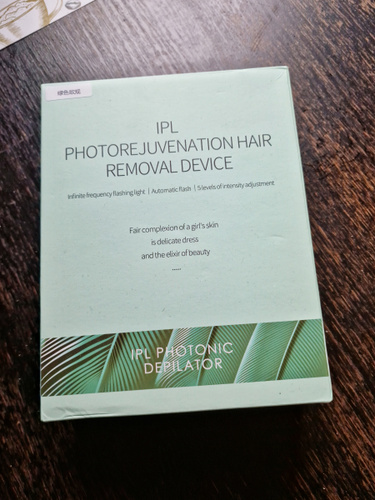 IPL
PHOTOREJUVENATION HAIR
REMOVAL DEVICE
Infinite frequency flashing light | Automatic flash | 5 levels of intensity adjustment
Fair complexion of a girl's skin
is delicate dress
and the elixir of beauty
.....
IPL PHOTONIC
DEPILATOR